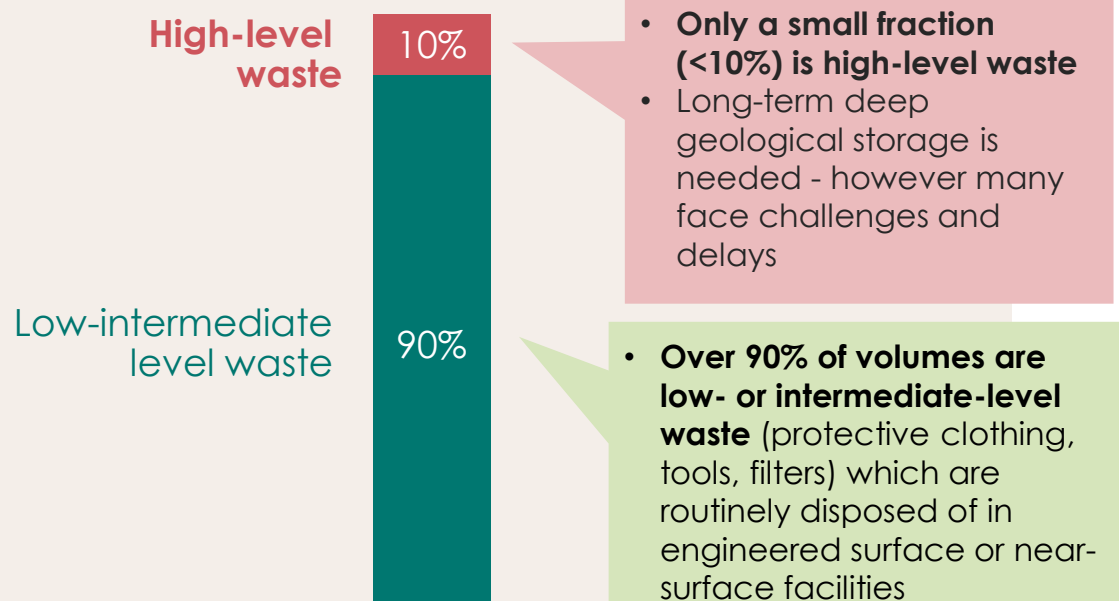 High-level
waste
10%
• Only a small fraction
(<10%) is high-level waste
• Long-term deep
geological storage is
needed - however many
face challenges and
delays
Low-intermediate
level waste
90%
• Over 90% of volumes are
low- or intermediate-level
waste (protective clothing,
tools, filters) which are
routinely disposed of in
engineered surface or near-
surface facilities